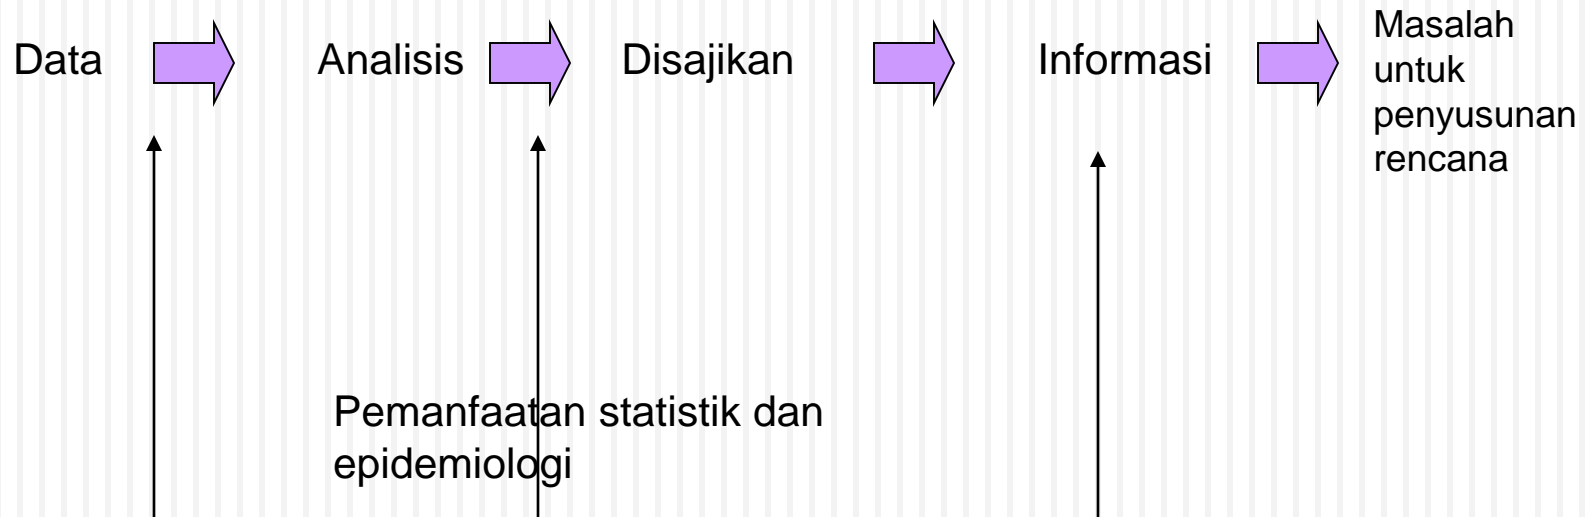 Data
Analisis
Disajikan
Informasi
Masalah
untuk
penyusunan
rencana
Pemanfaatan statistik dan
epidemiologi